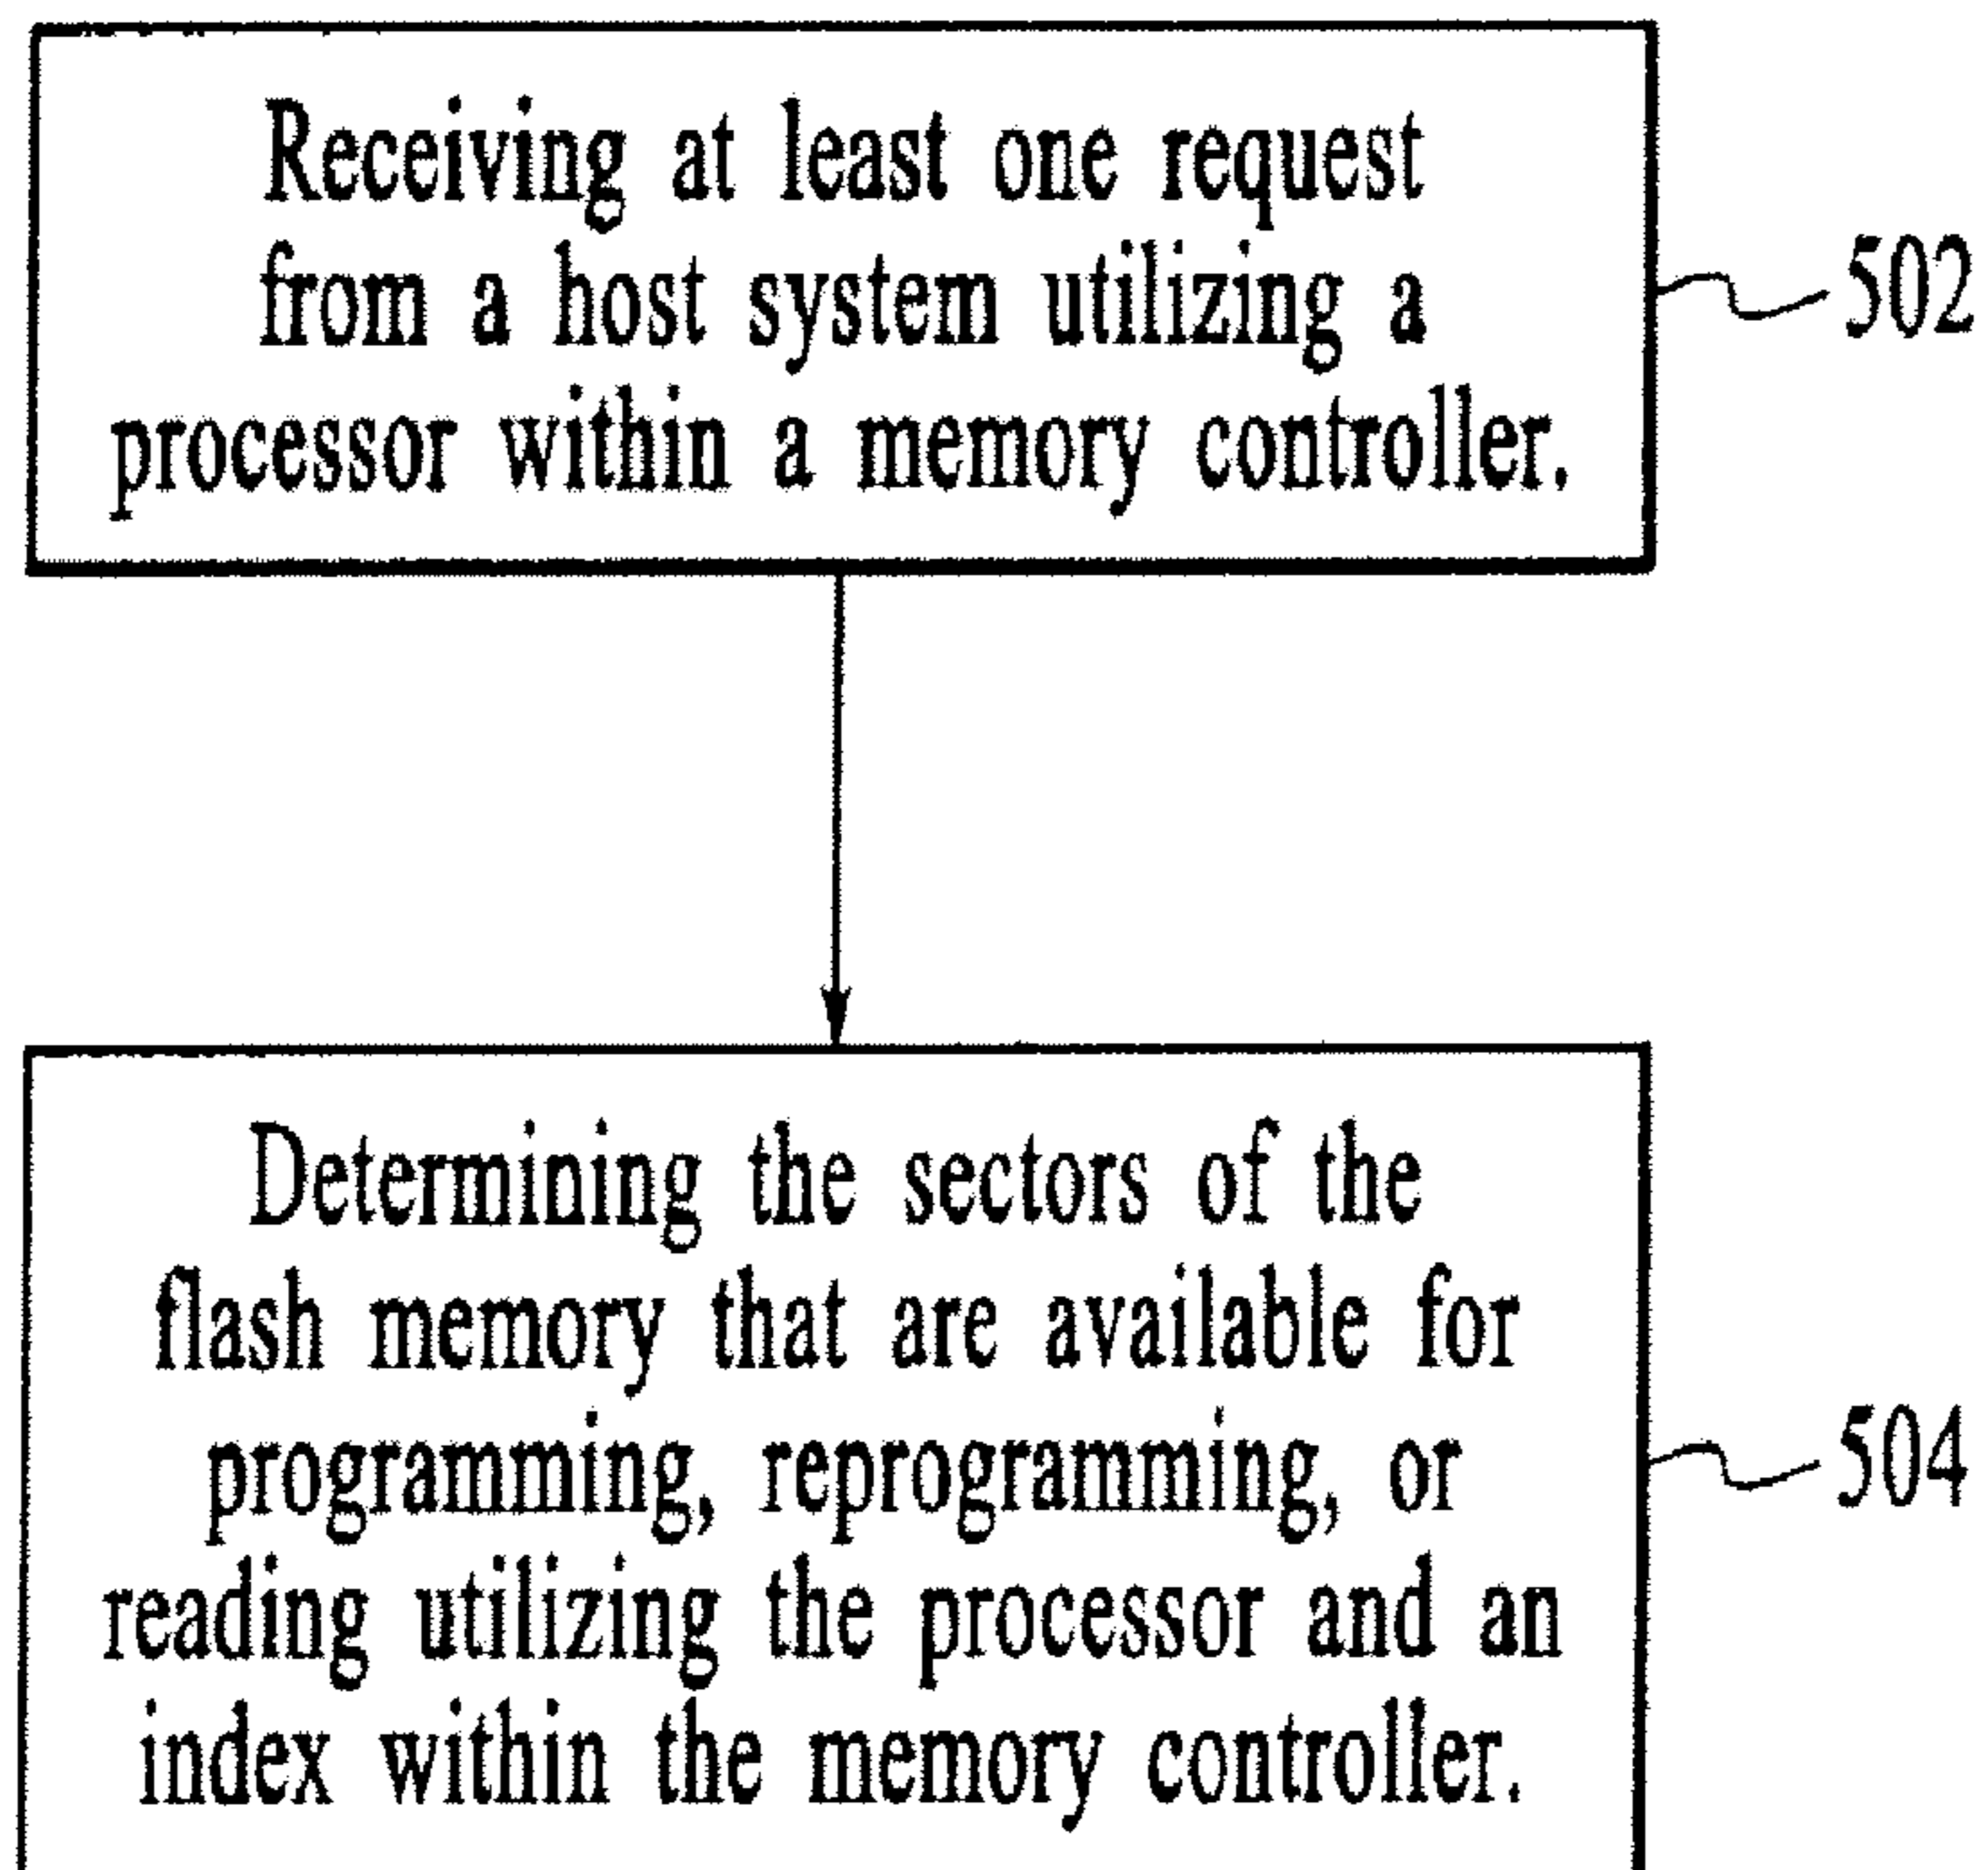 Receiving at least one request
from a host system utilizing a
processor within a memory controller.
502
Determining the sectors of the
flash memory that are available for
programming, reprogramming, or
reading utilizing the processor and an
index within the memory controller.
504